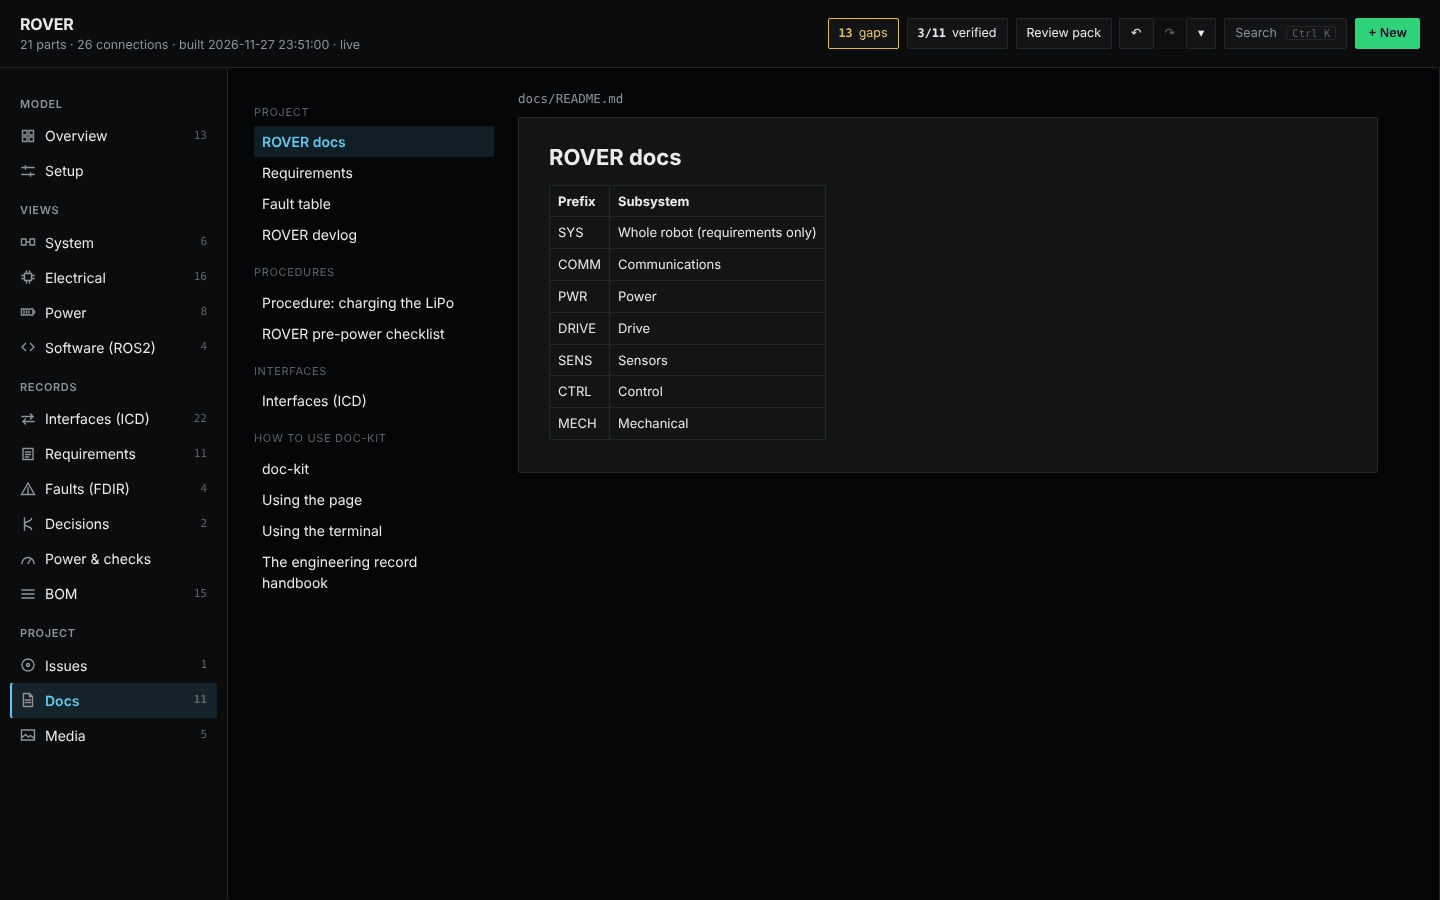 ROVER
21 parts · 26 connections · built 2026-11-27 23:51:00 · live
13 gaps
3/11 verified
Review pack
↶
↷
▾
Search Ctrl K
+ New
MODEL
Overview 13
Setup
VIEWS
System 6
Electrical 16
Power 8
Software (ROS2) 4
RECORDS
Interfaces (ICD) 22
Requirements 11
Faults (FDIR) 4
Decisions 2
Power & checks
BOM 15
PROJECT
Issues 1
Docs 11
Media 5
PROJECT
ROVER docs
Requirements
Fault table
ROVER devlog
PROCEDURES
Procedure: charging the LiPo
ROVER pre-power checklist
INTERFACES
Interfaces (ICD)
HOW TO USE DOC-KIT
doc-kit
Using the page
Using the terminal
The engineering record
handbook
docs/README.md
ROVER docs
Prefix Subsystem
SYS Whole robot (requirements only)
COMM Communications
PWR Power
DRIVE Drive
SENS Sensors
CTRL Control
MECH Mechanical